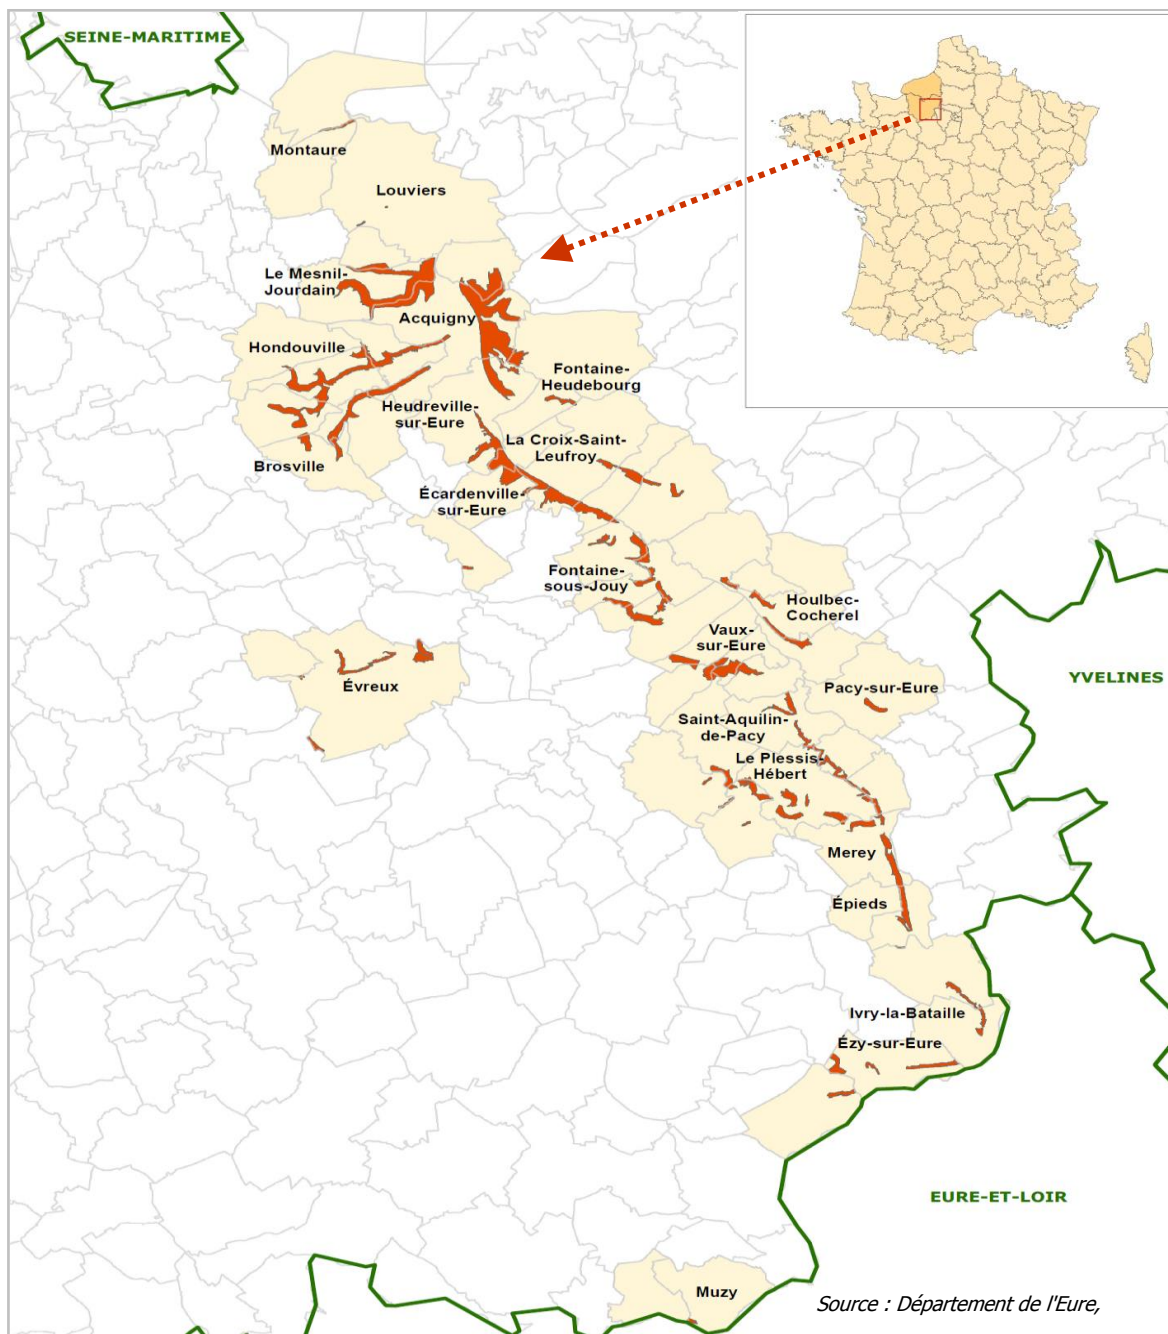 SEINE-MARITIME
Montaure
Louviers
Le Mesnil-
Jourdain
Acquigny
Hondouville
Fontaine-
Heudebourg
Heudreville-
sur-Eure
La Croix-Saint-
Leufroy
Brosville
Écardenville-
sur-Eure
Fontaine-
sous-Jouy
Houlbec-
Cocherel
Vaux-
sur-Eure
YVELINES
Évreux
Pacy-sur-Eure
Saint-Aquilin-
de-Pacy
Le Plessis-
Hébert
Merey
Épieds
Ivry-la-Bataille
Ézy-sur-Eure
EURE-ET-LOIR
Muzy
Source : Département de l'Eure,